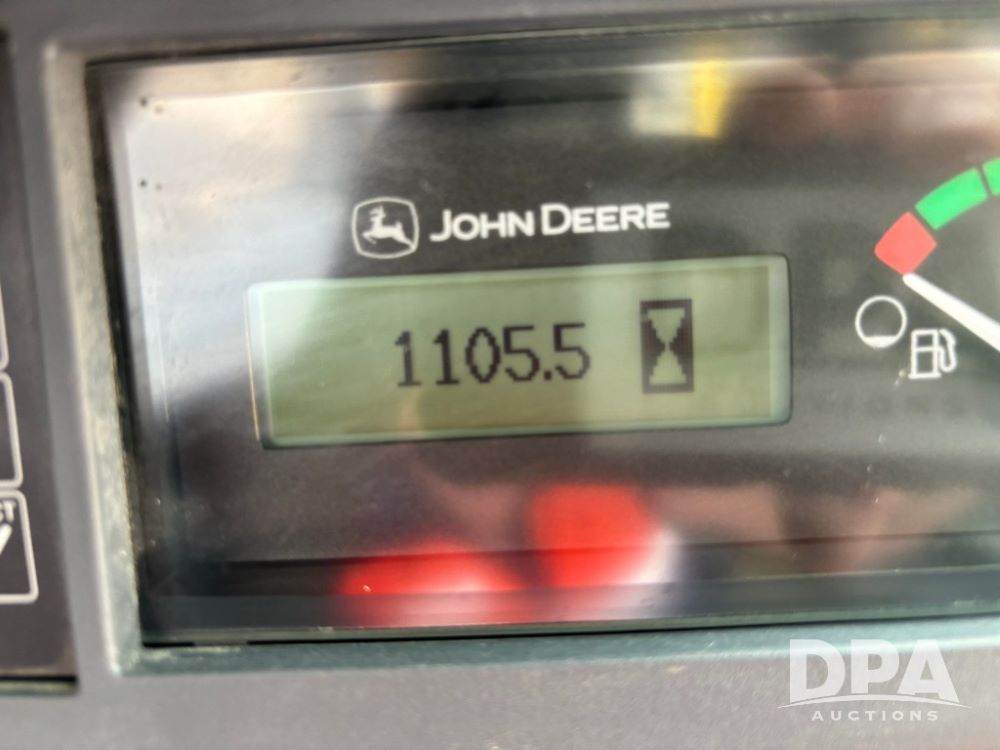 JOHN DEERE
1105.5
DPA
AUCTIONS